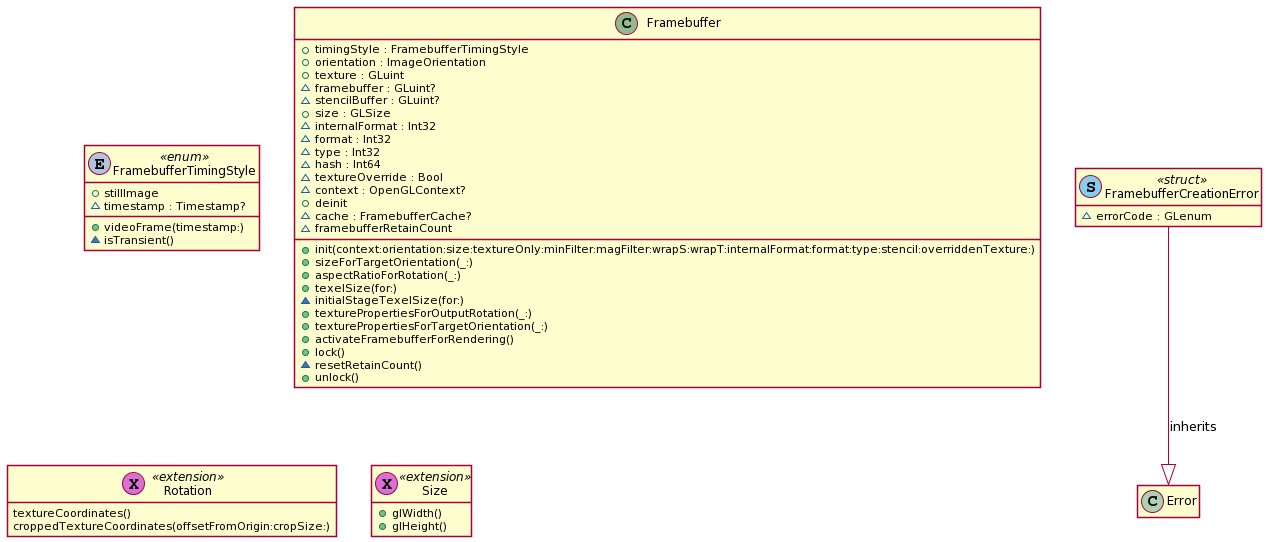 C Framebuffer
timingStyle : FramebufferTimingStyle
orientation : ImageOrientation
texture : GLuint
framebuffer : GLuint?
stencilBuffer : GLuint?
size : GLSize
internalFormat : Int32
format : Int32
type : Int32
hash : Int64
textureOverride : Bool
context : OpenGLContext?
deinit
cache : FramebufferCache?
framebufferRetainCount
init(context:orientation:size:textureOnly:minFilter:magFilter:wrapS:wrapT:internalFormat:format:type:stencil:overriddenTexture:)
sizeForTargetOrientation(_:)
aspectRatioForRotation(_:)
texelSize(for:)
initialStageTexelSize(for:)
texturePropertiesForOutputRotation(_:)
texturePropertiesForTargetOrientation(_:)
activateFramebufferForRendering()
lock()
resetRetainCount()
unlock()
E «enum»
FramebufferTimingStyle
stillImage
timestamp : Timestamp?
videoFrame(timestamp:)
isTransient()
S «struct»
FramebufferCreationError
errorCode : GLenum
inherits
X «extension»
Rotation
textureCoordinates()
croppedTextureCoordinates(offsetFromOrigin:cropSize:)
X «extension»
Size
glWidth()
glHeight()
C Error